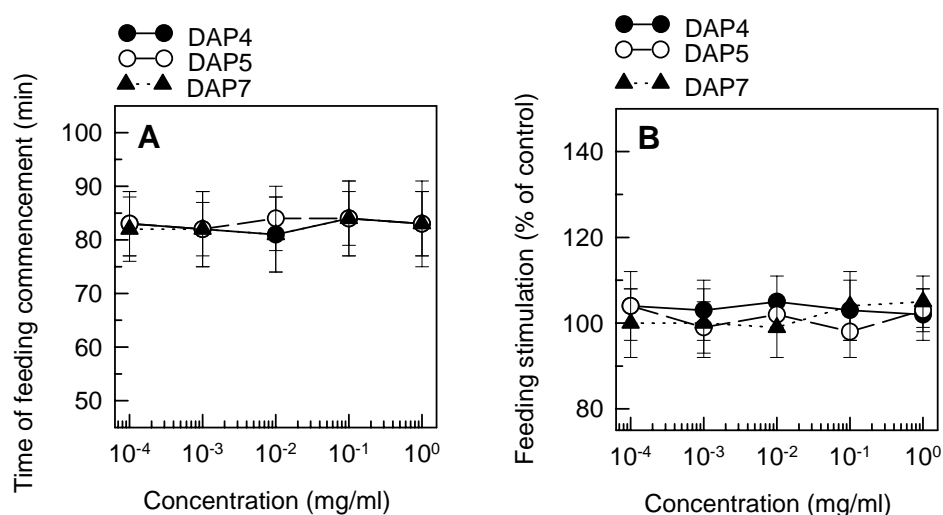 DAP4
DAP5
DAP7
A
Time of feeding commencement (min)
100
90
80
70
60
50
10⁻⁴ 10⁻³ 10⁻² 10⁻¹ 10⁰
Concentration (mg/ml)
DAP4
DAP5
DAP7
B
Feeding stimulation (% of control)
140
120
100
80
10⁻⁴ 10⁻³ 10⁻² 10⁻¹ 10⁰
Concentration (mg/ml)